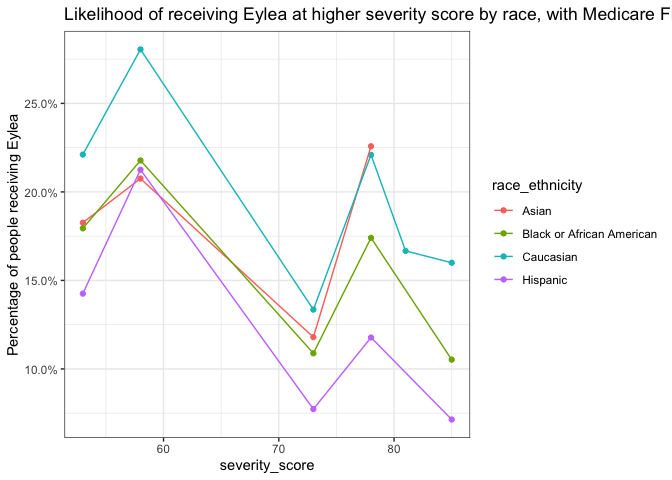 Likelihood of receiving Eylea at higher severity score by race, with Medicare F
Percentage of people receiving Eylea
25.0%
20.0%
15.0%
10.0%
60 70 80
severity_score
race_ethnicity
Asian
Black or African American
Caucasian
Hispanic